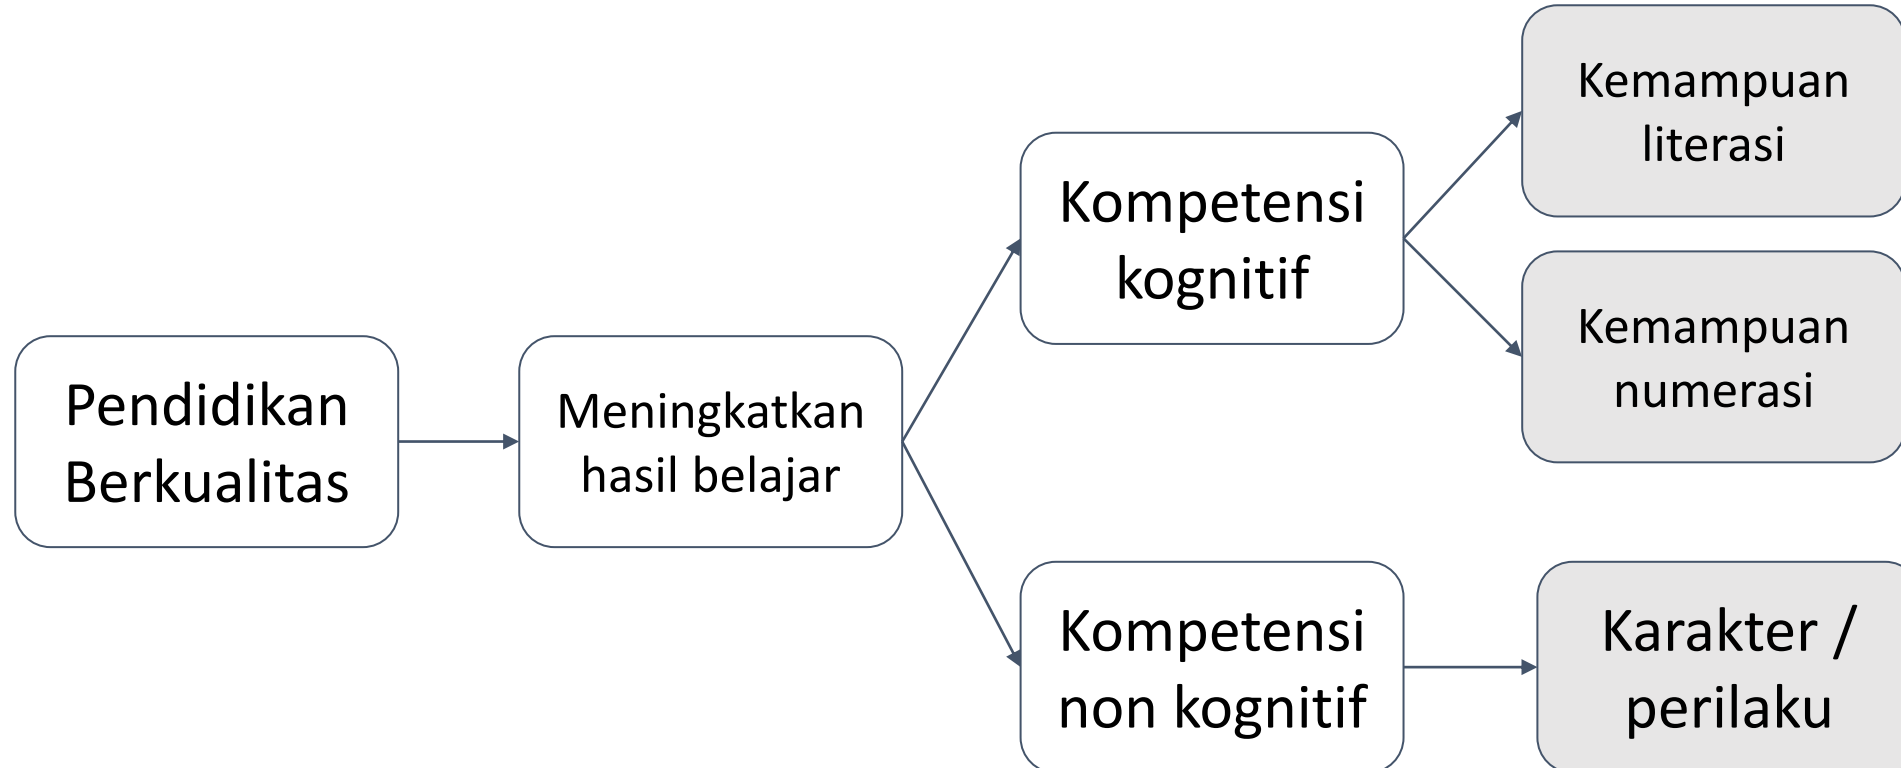 Pendidikan
Berkualitas
Meningkatkan
hasil belajar
Kompetensi
kognitif
Kemampuan
literasi
Kemampuan
numerasi
Kompetensi
non kognitif
Karakter /
perilaku